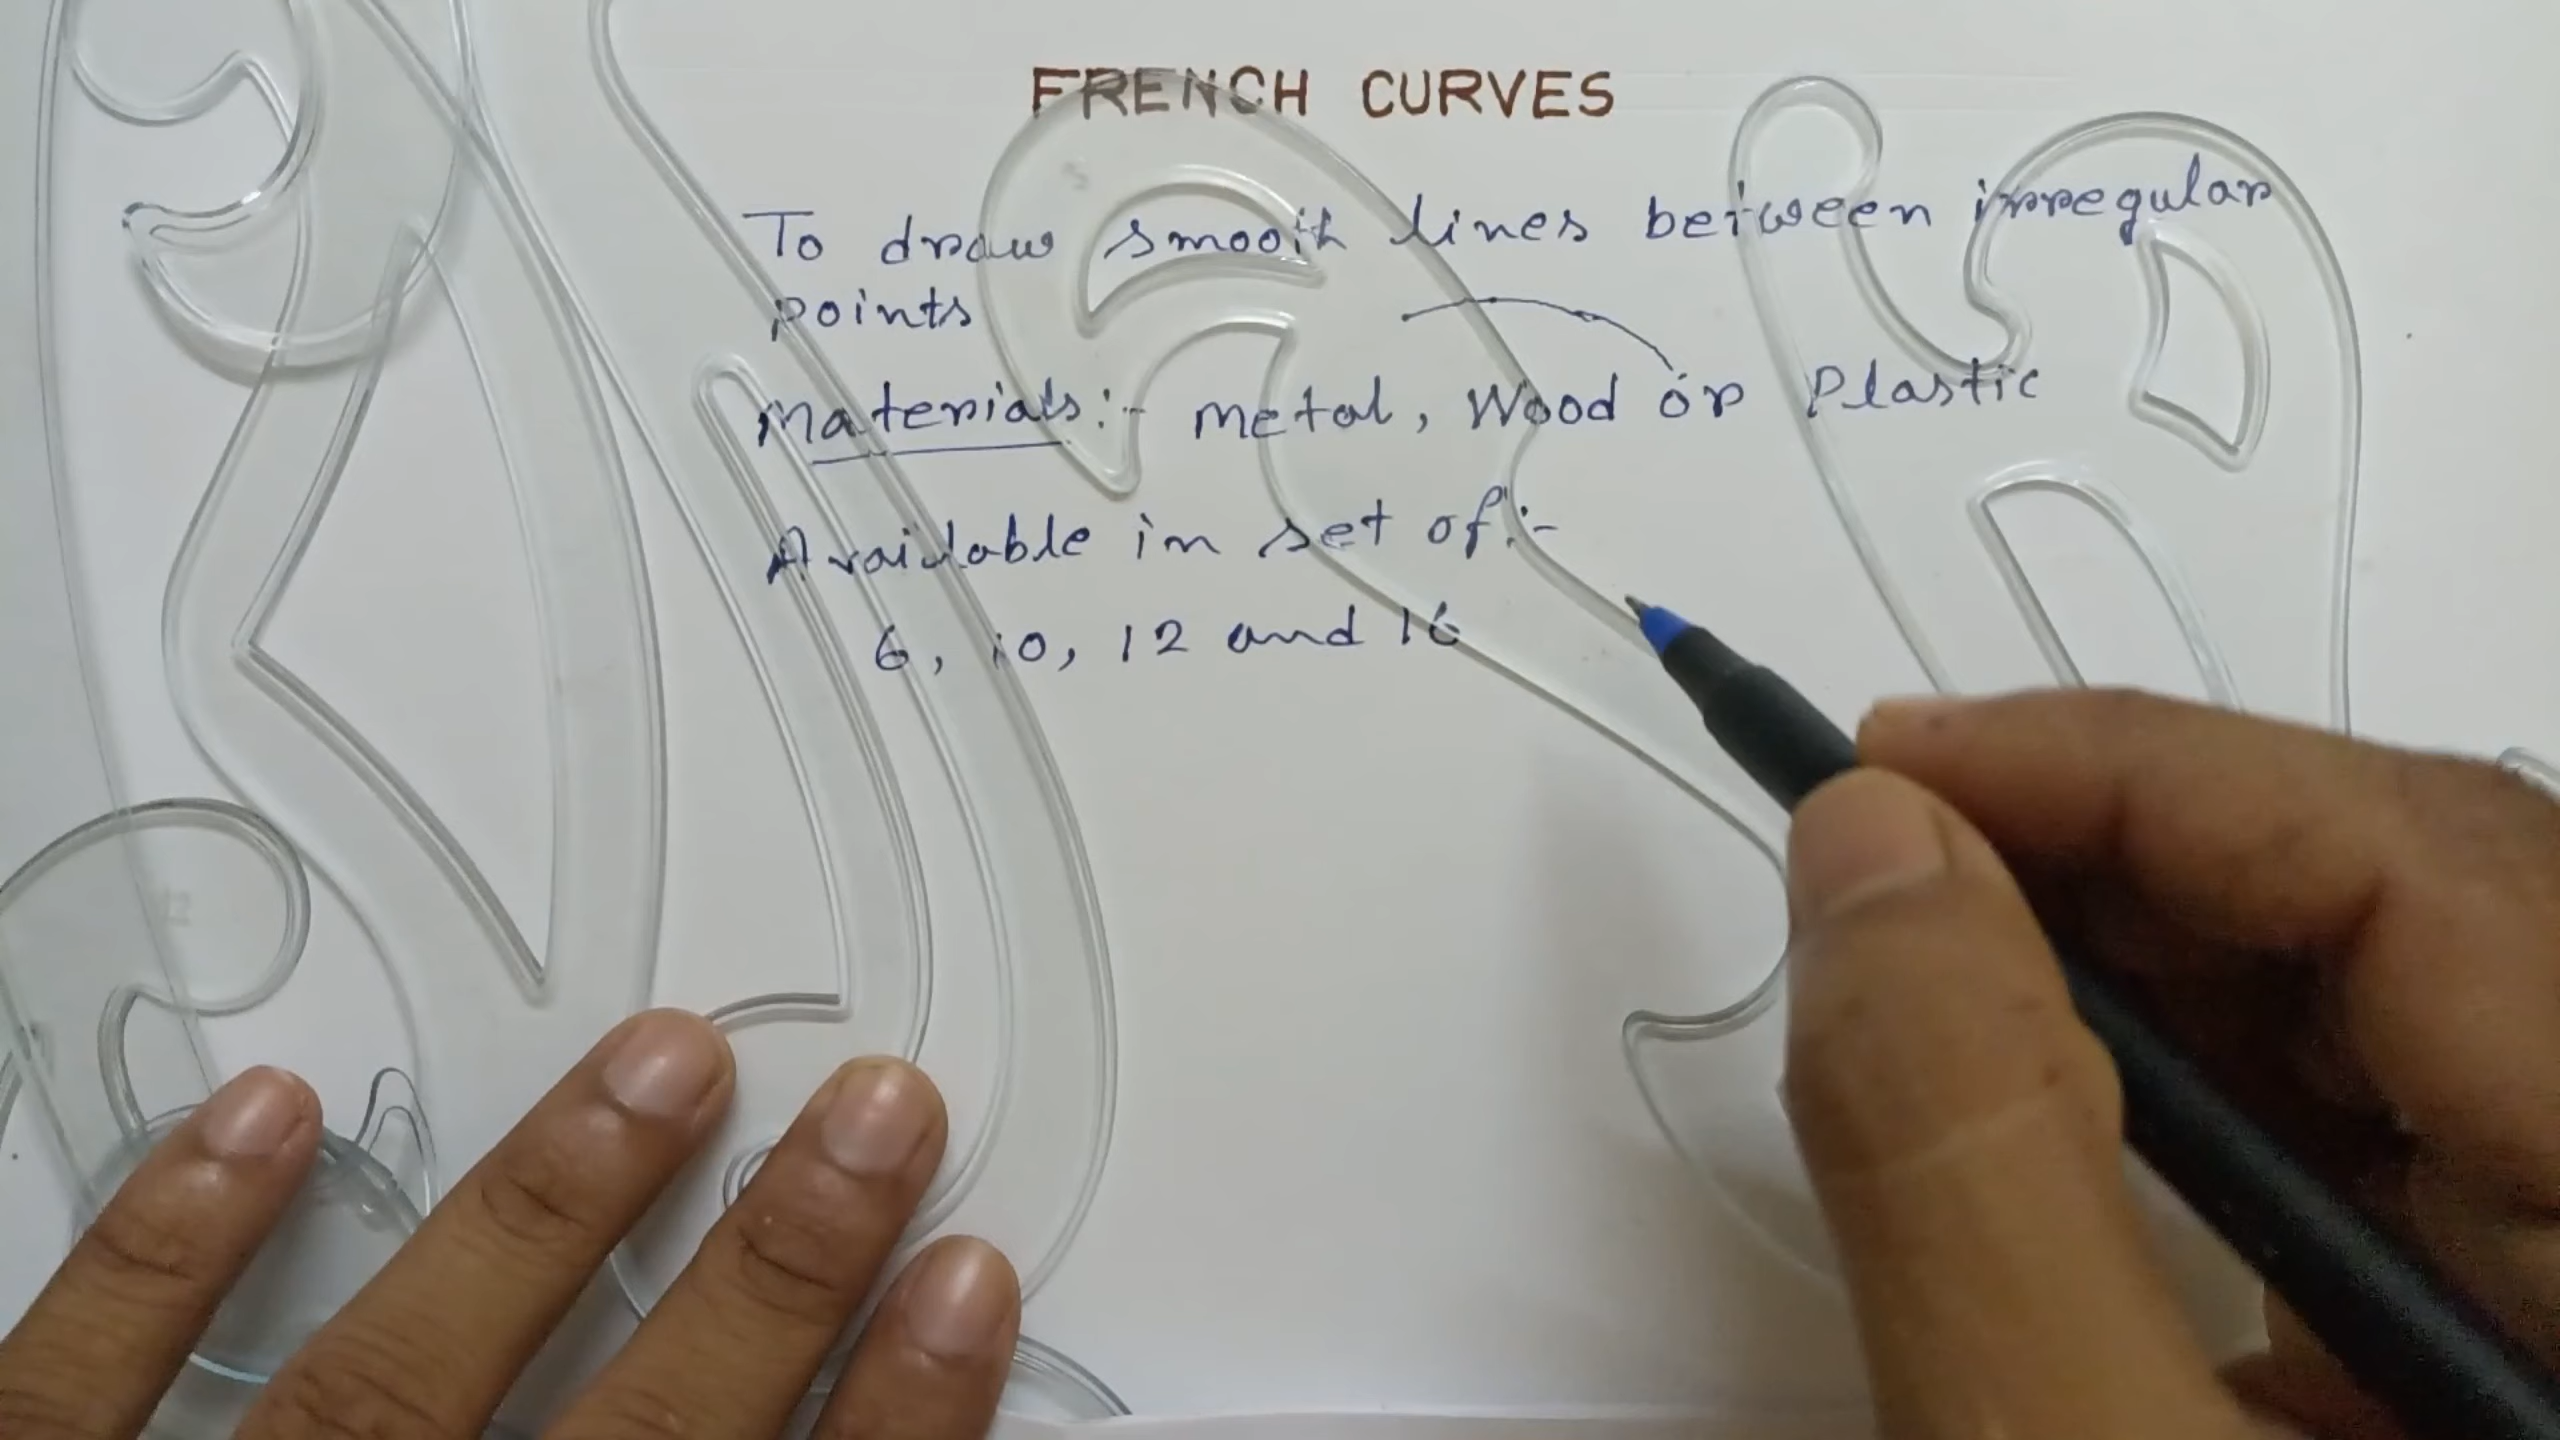 FRENCH CURVES
To draw smooth lines between irregular
points
Materials:- Metal, Wood or Plastic
Available in set of:-
6, 10, 12 and 16
12